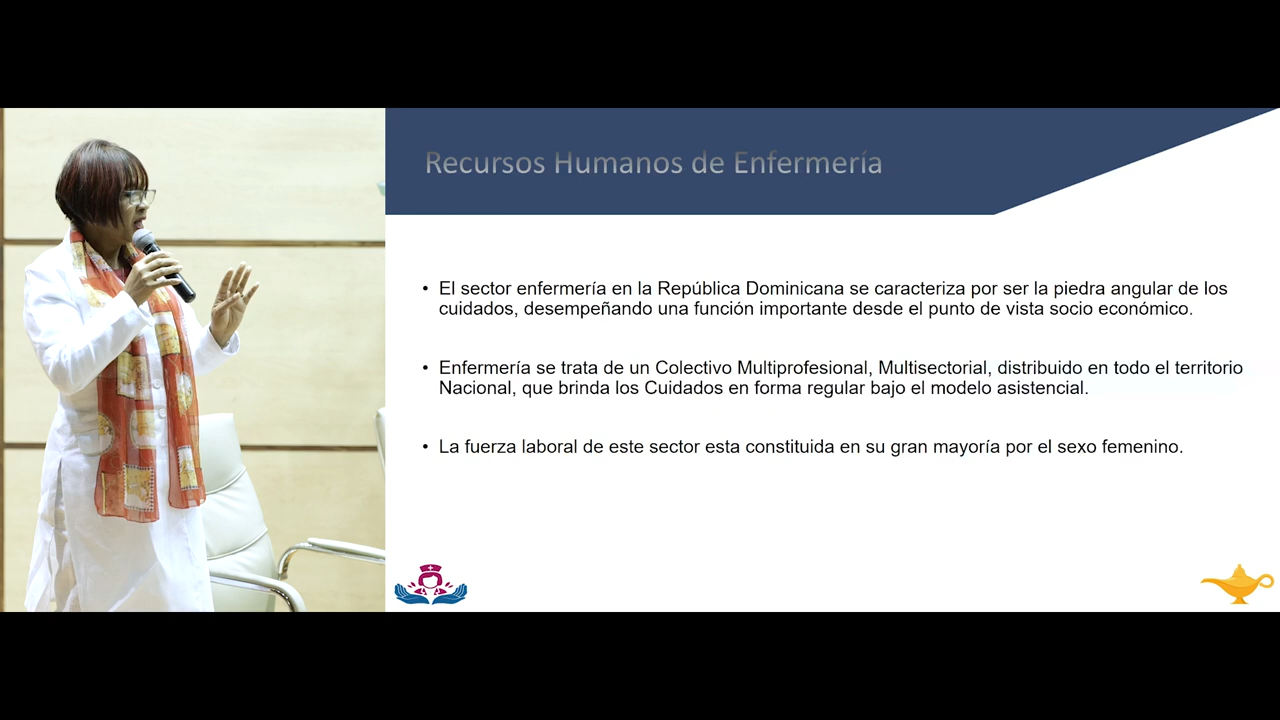 Recursos Humanos de Enfermería
• El sector enfermería en la República Dominicana se caracteriza por ser la piedra angular de los
cuidados, desempeñando una función importante desde el punto de vista socio económico.
• Enfermería se trata de un Colectivo Multiprofesional, Multisectorial, distribuido en todo el territorio
Nacional, que brinda los Cuidados en forma regular bajo el modelo asistencial.
• La fuerza laboral de este sector esta constituida en su gran mayoría por el sexo femenino.